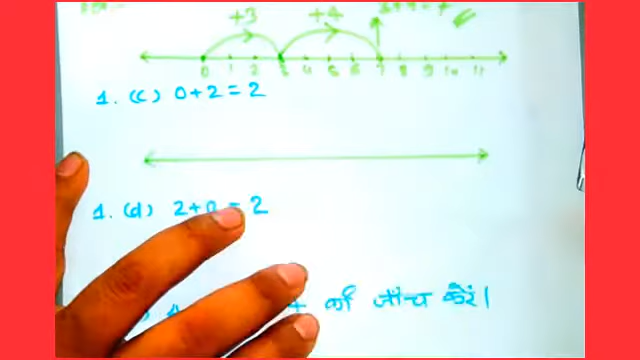 +3 +4
0 1 2 3 4 5 6 7 8 9 10 11
1. (c) 0+2=2
1. (d) 2+0=2
की जांच करें।